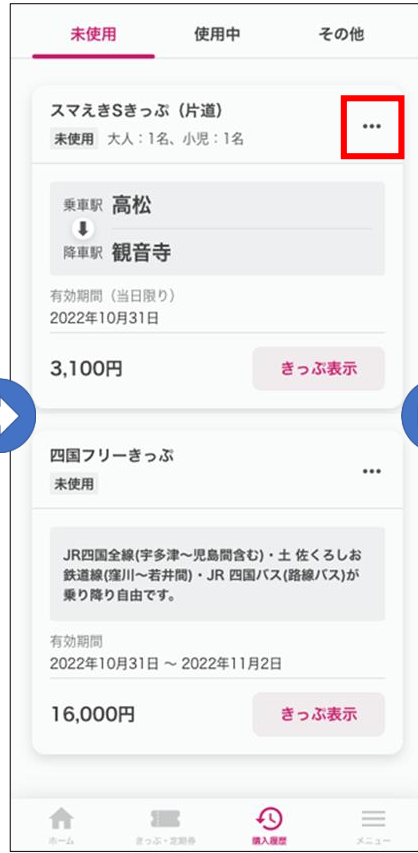 未使用 使用中 その他
スマえきSきっぷ（片道）
未使用 大人：1名、小児：1名
乗車駅 高松
降車駅 観音寺
有効期間（当日限り）
2022年10月31日
3,100円 きっぷ表示
四国フリーきっぷ
未使用
JR四国全線(宇多津～児島間含む)・土 佐くろしお
鉄道線(窪川～若井間)・JR 四国バス(路線バス)が
乗り降り自由です。
有効期間
2022年10月31日 ～ 2022年11月2日
16,000円 きっぷ表示
ホーム きっぷ・定期券 購入履歴 メニュー